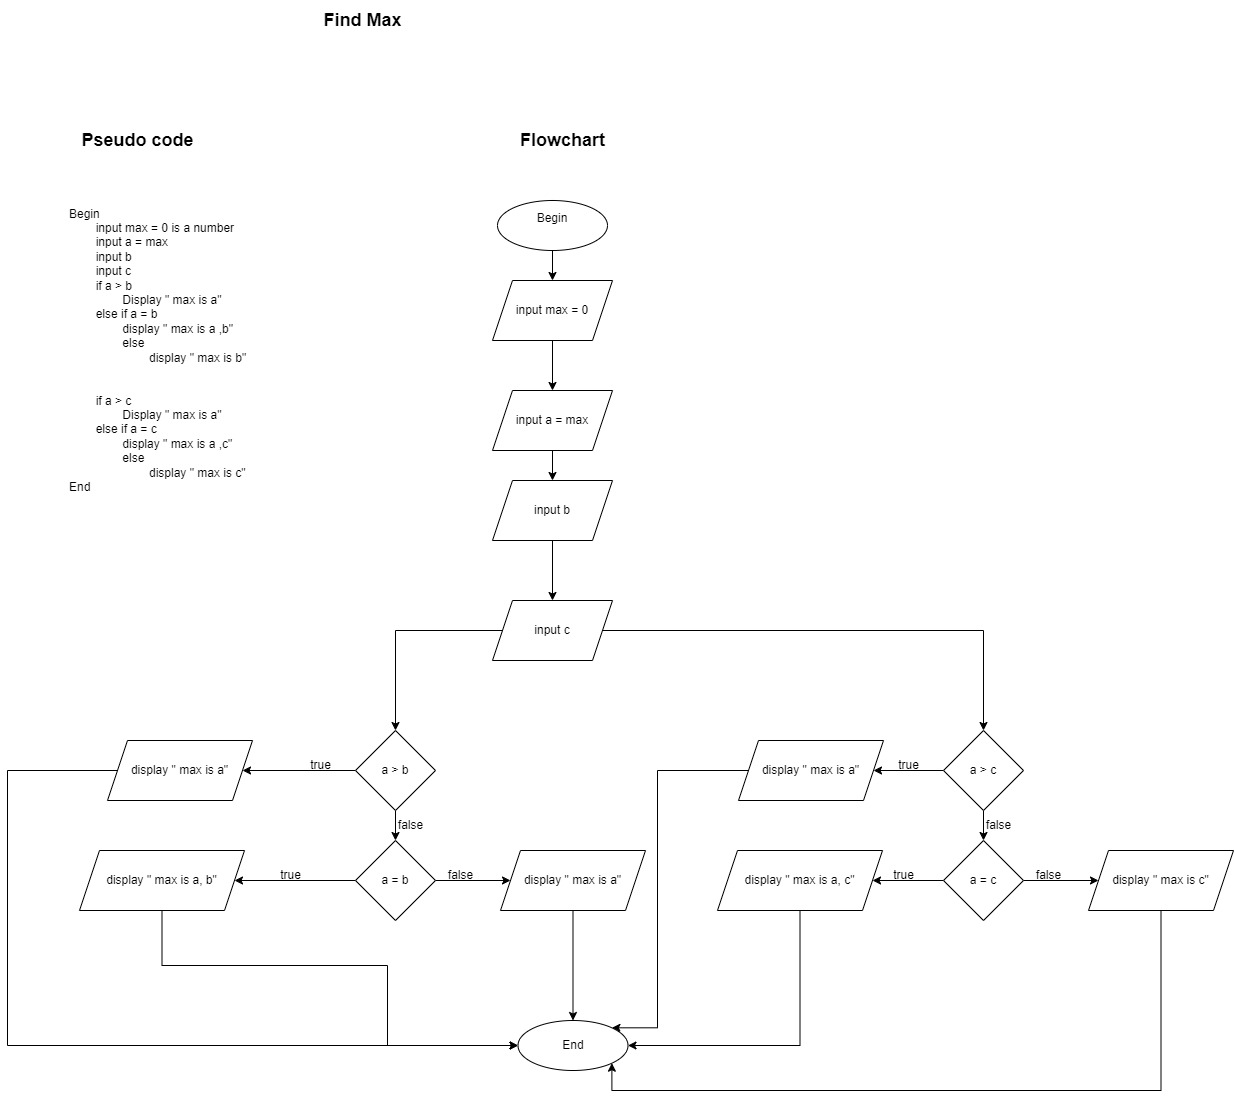 Find Max
Pseudo code
Flowchart
Begin
input max = 0 is a number
input a = max
input b
input c
if a > b
Display " max is a"
else if a = b
display " max is a ,b"
else
display " max is b"
if a > c
Display " max is a"
else if a = c
display " max is a ,c"
else
display " max is c"
End
Begin
input max = 0
input a = max
input b
input c
display " max is a"
true
a > b
false
display " max is a, b"
true
a = b
false
display " max is a"
display " max is a"
true
a > c
false
display " max is a, c"
true
a = c
false
display " max is c"
End